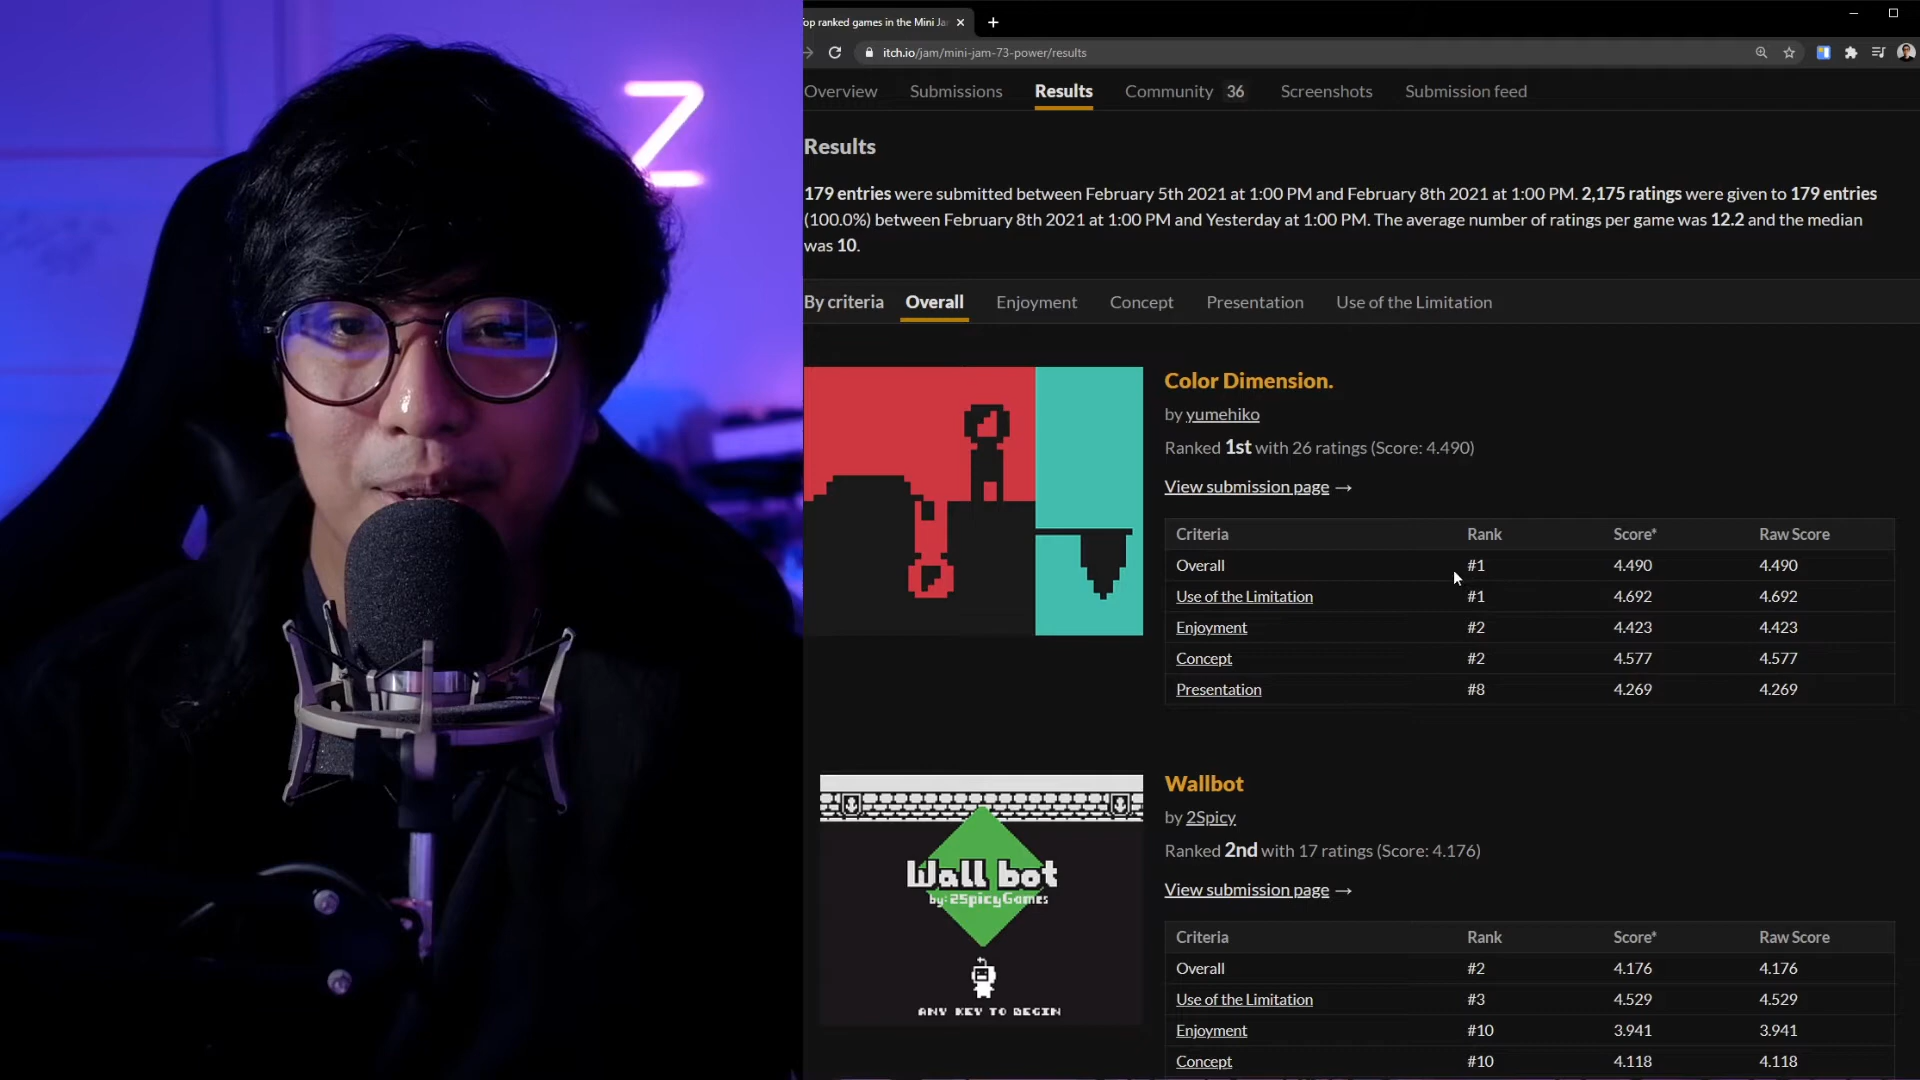 Z
op ranked games in the Mini Ja
itch.io/jam/mini-jam-73-power/results
Overview Submissions Results Community 36 Screenshots Submission feed
Results
179 entries were submitted between February 5th 2021 at 1:00 PM and February 8th 2021 at 1:00 PM. 2,175 ratings were given to 179 entries
(100.0%) between February 8th 2021 at 1:00 PM and Yesterday at 1:00 PM. The average number of ratings per game was 12.2 and the median
was 10.
By criteria Overall Enjoyment Concept Presentation Use of the Limitation
Color Dimension.
by yumehiko
Ranked 1st with 26 ratings (Score: 4.490)
View submission page →
Criteria Rank Score* Raw Score
Overall #1 4.490 4.490
Use of the Limitation #1 4.692 4.692
Enjoyment #2 4.423 4.423
Concept #2 4.577 4.577
Presentation #8 4.269 4.269
Wall bot
by:2SpicyGames
ANY KEY TO BEGIN
Wallbot
by 2Spicy
Ranked 2nd with 17 ratings (Score: 4.176)
View submission page →
Criteria Rank Score* Raw Score
Overall #2 4.176 4.176
Use of the Limitation #3 4.529 4.529
Enjoyment #10 3.941 3.941
Concept #10 4.118 4.118